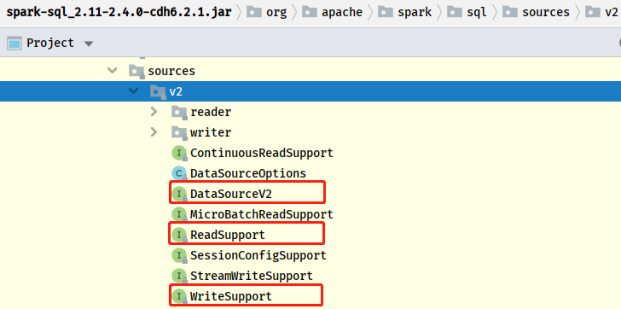 spark-sql_2.11-2.4.0-cdh6.2.1.jar org apache spark sql sources v2
Project
sources
v2
reader
writer
I ContinuousReadSupport
C DataSourceOptions
I DataSourceV2
I MicroBatchReadSupport
I ReadSupport
I SessionConfigSupport
I StreamWriteSupport
I WriteSupport